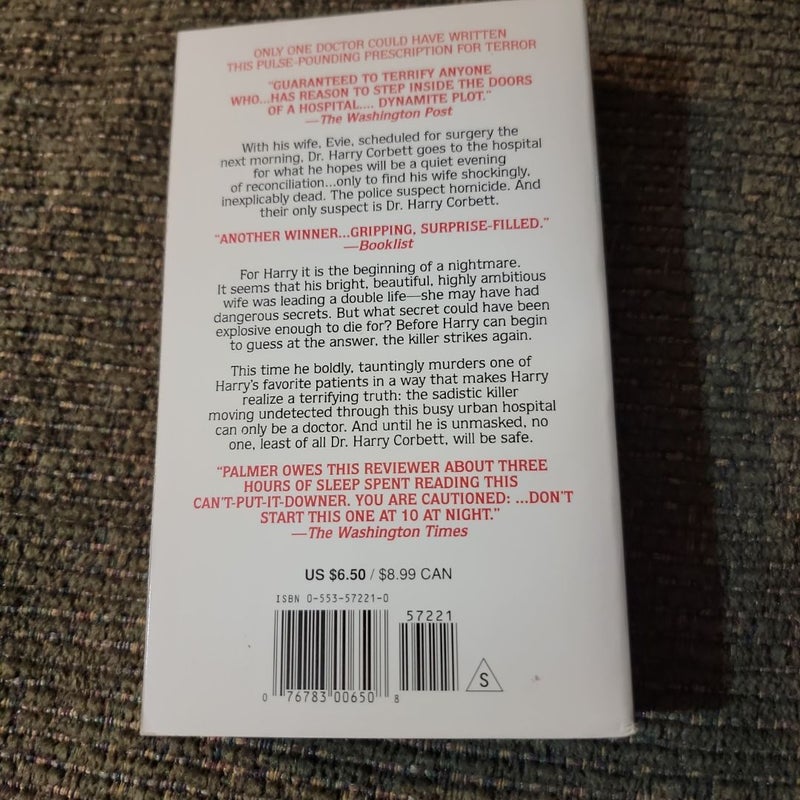 ONLY ONE DOCTOR COULD HAVE WRITTEN
THIS PULSE-POUNDING PRESCRIPTION FOR TERROR
"GUARANTEED TO TERRIFY ANYONE
WHO...HAS REASON TO STEP INSIDE THE DOORS
OF A HOSPITAL.... DYNAMITE PLOT."
—The Washington Post
With his wife, Evie, scheduled for surgery the
next morning, Dr. Harry Corbett goes to the hospital
for what he hopes will be a quiet evening
of reconciliation...only to find his wife shockingly,
inexplicably dead. The police suspect homicide. And
their only suspect is Dr. Harry Corbett.
"ANOTHER WINNER...GRIPPING, SURPRISE-FILLED."
—Booklist
For Harry it is the beginning of a nightmare.
It seems that his bright, beautiful, highly ambitious
wife was leading a double life—she may have had
dangerous secrets. But what secret could have been
explosive enough to die for? Before Harry can begin
to guess at the answer, the killer strikes again.
This time he boldly, tauntingly murders one of
Harry's favorite patients in a way that makes Harry
realize a terrifying truth: the sadistic killer
moving undetected through this busy urban hospital
can only be a doctor. And until he is unmasked, no
one, least of all Dr. Harry Corbett, will be safe.
"PALMER OWES THIS REVIEWER ABOUT THREE
HOURS OF SLEEP SPENT READING THIS
CAN'T-PUT-IT-DOWNER. YOU ARE CAUTIONED: ...DON'T
START THIS ONE AT 10 AT NIGHT."
—The Washington Times
US $6.50 / $8.99 CAN
ISBN 0-553-57221-0
57221
0 76783 00650 8
S